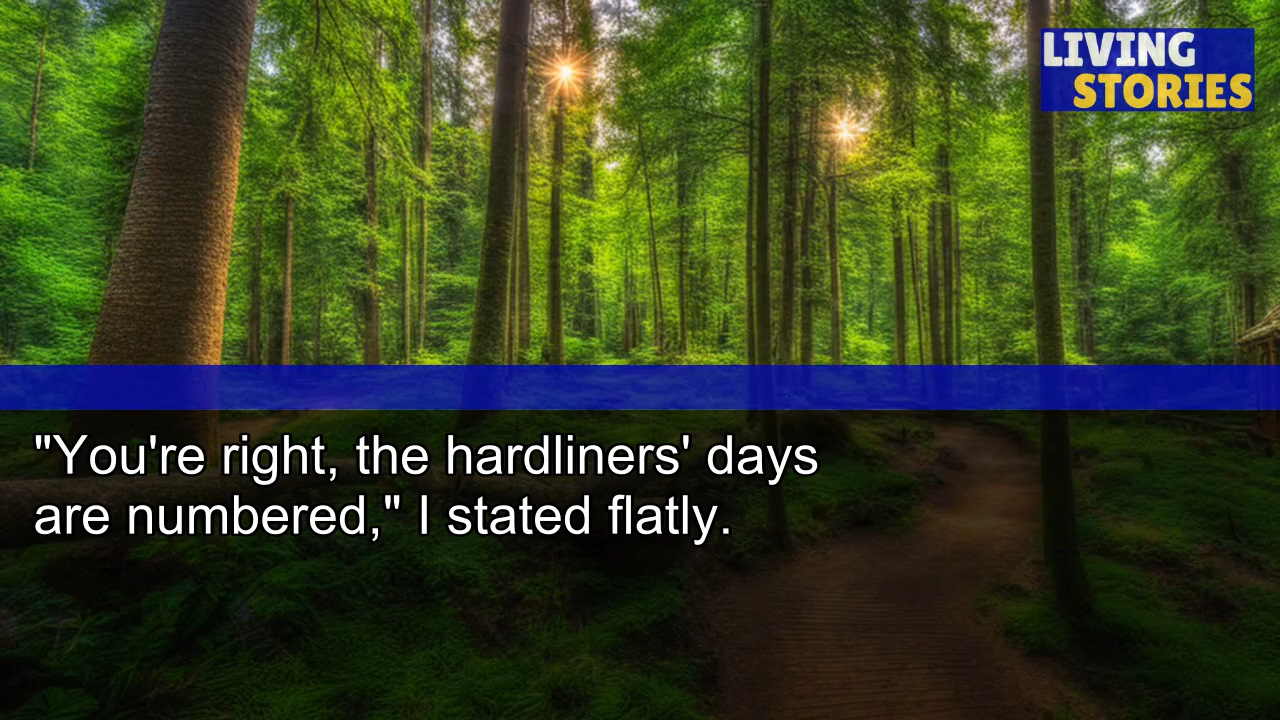 LIVING
STORIES
"You're right, the hardliners' days
are numbered," I stated flatly.